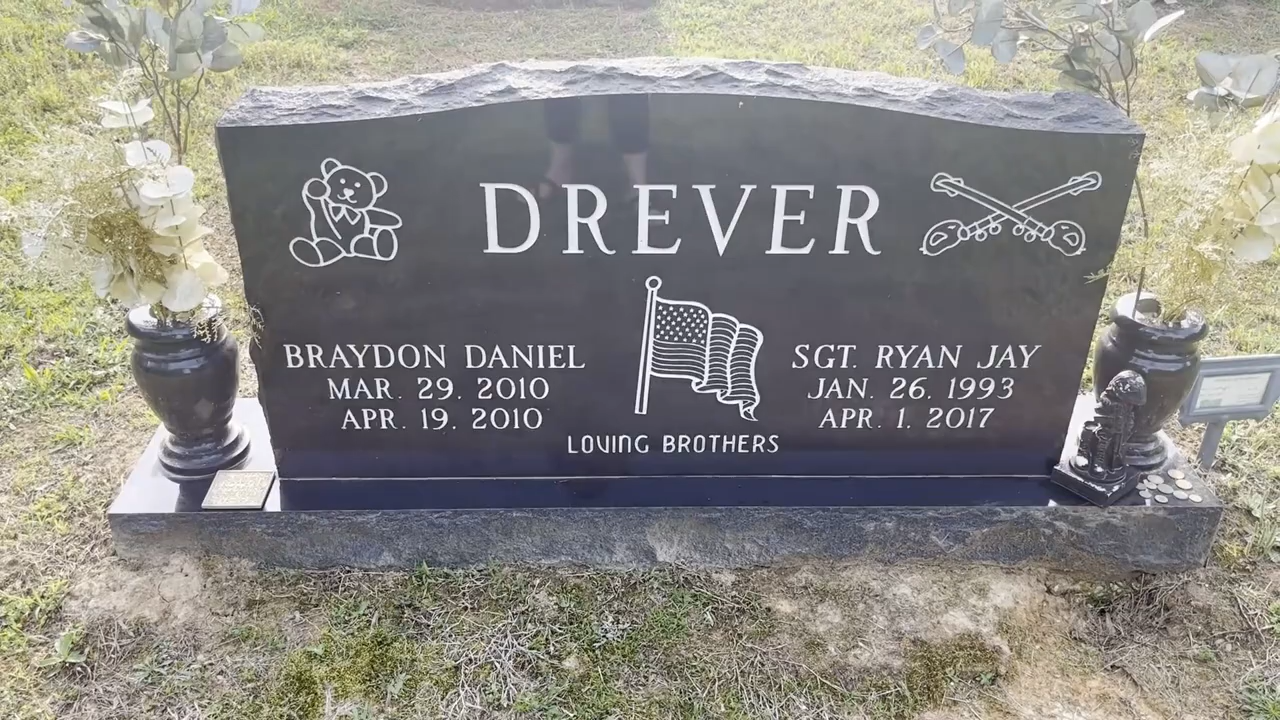 DREVER
BRAYDON DANIEL
MAR. 29. 2010
APR. 19. 2010
SGT. RYAN JAY
JAN. 26. 1993
APR. 1. 2017
LOVING BROTHERS